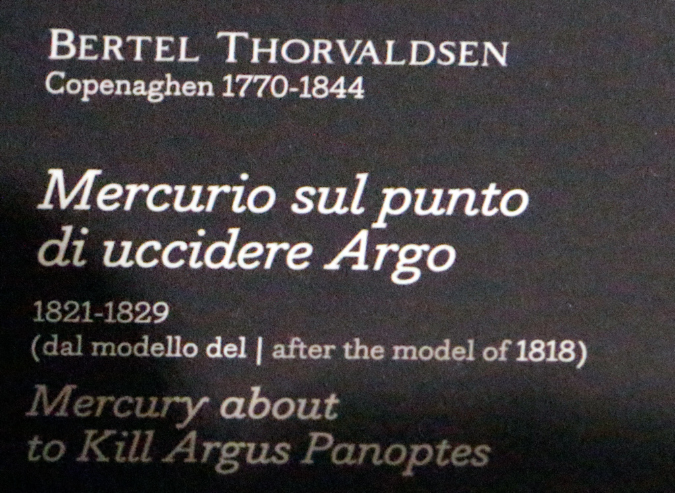 BERTEL THORVALDSEN
Copenaghen 1770-1844
Mercurio sul punto
di uccidere Argo
1821-1829
(dal modello del | after the model of 1818)
Mercury about
to Kill Argus Panoptes